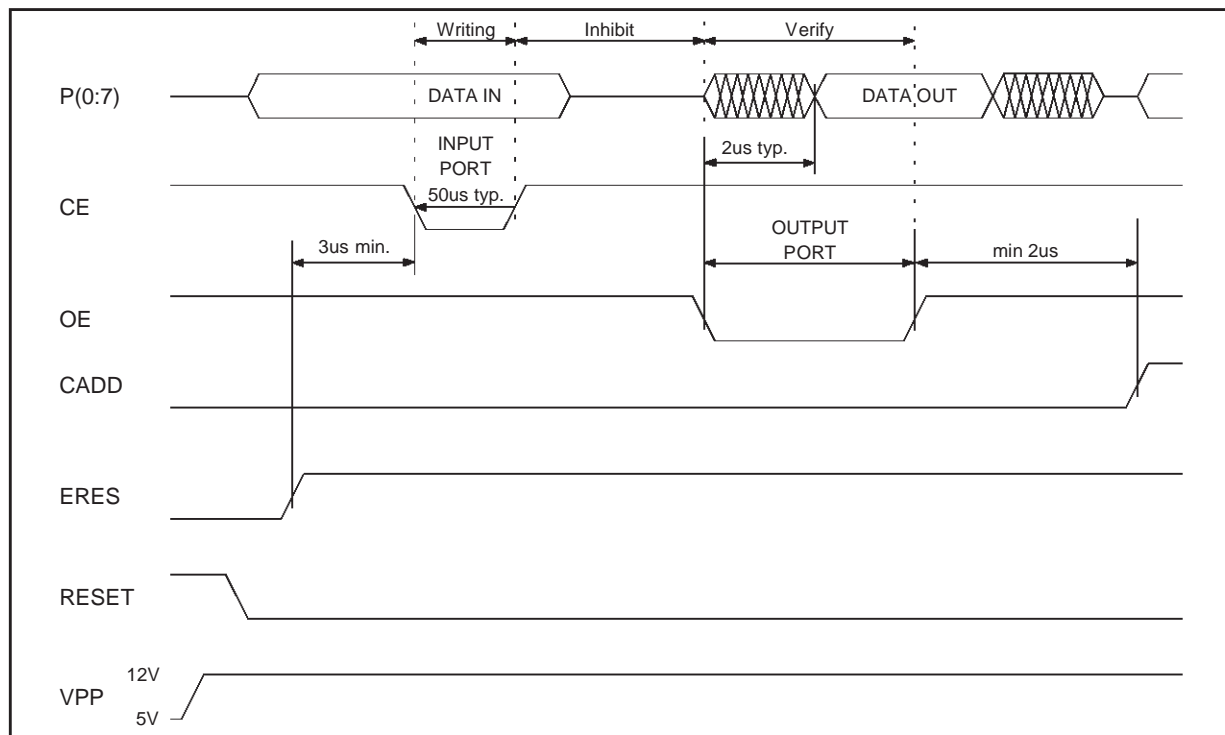 Writing Inhibit Verify
P(0:7) DATA IN DATA OUT
INPUT
PORT
2us typ.
CE 50us typ.
3us min.
OUTPUT
PORT
min 2us
OE
CADD
ERES
RESET
12V
VPP
5V